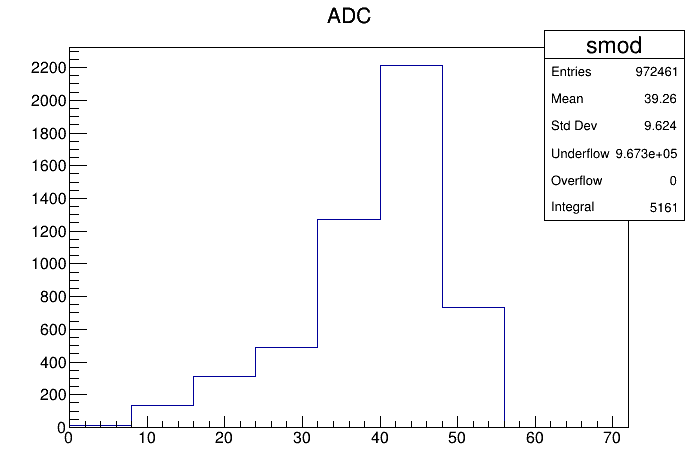 ADC
smod
Entries 972461
Mean 39.26
Std Dev 9.624
Underflow 9.673e+05
Overflow 0
Integral 5161
2200
2000
1800
1600
1400
1200
1000
800
600
400
200
0
0 10 20 30 40 50 60 70